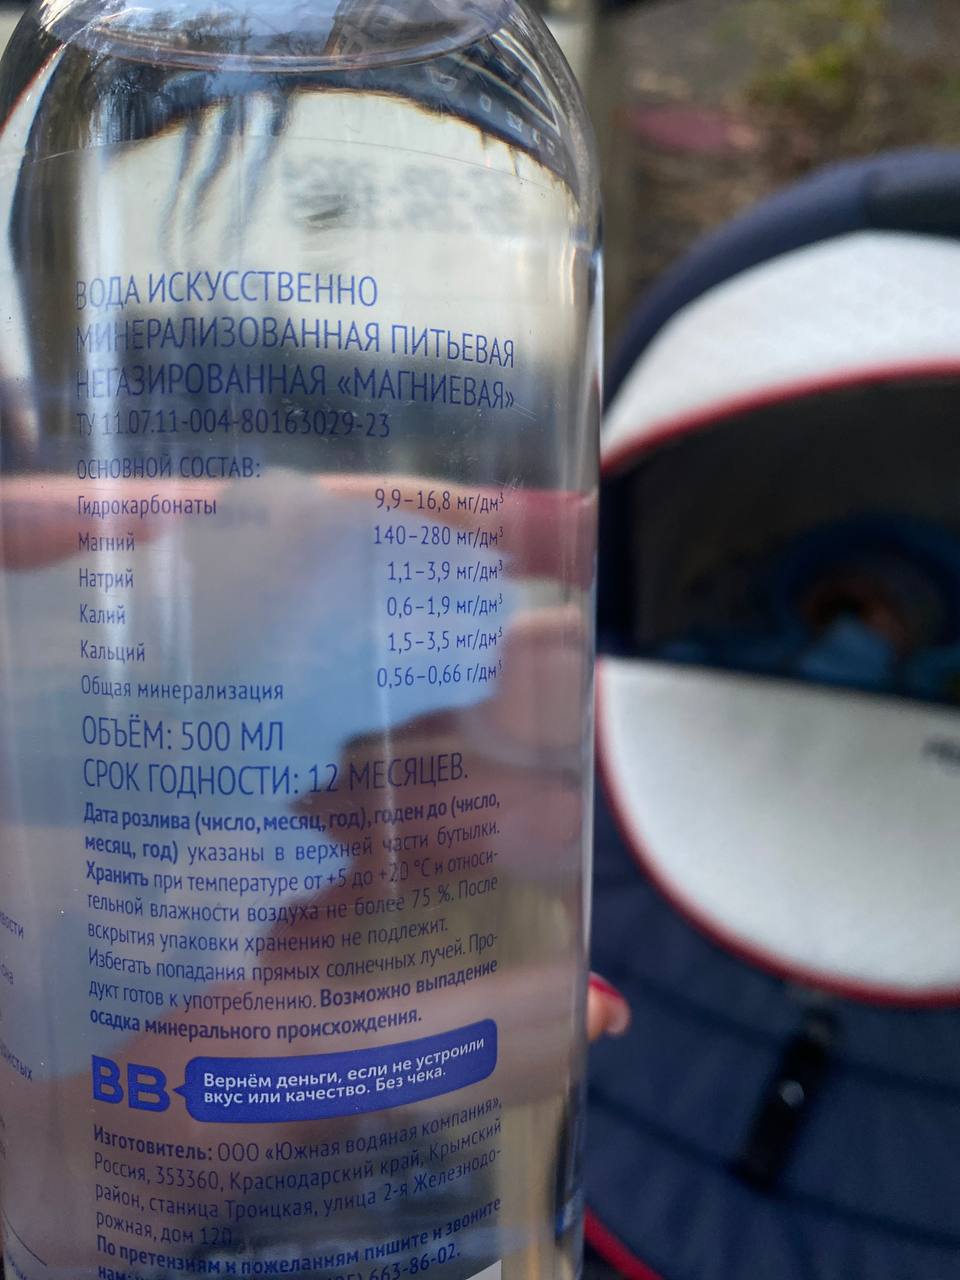 ВОДА ИСКУССТВЕННО
МИНЕРАЛИЗОВАННАЯ ПИТЬЕВАЯ
НЕГАЗИРОВАННАЯ «МАГНИЕВАЯ»
ТУ 11.07.11-004-80163029-23
ОСНОВНОЙ СОСТАВ:
Гидрокарбонаты 9,9–16,8 мг/дм³
Магний 140–280 мг/дм³
Натрий 1,1–3,9 мг/дм³
Калий 0,6–1,9 мг/дм³
Кальций 1,5–3,5 мг/дм³
Общая минерализация 0,56–0,66 г/дм³
ОБЪЁМ: 500 МЛ
СРОК ГОДНОСТИ: 12 МЕСЯЦЕВ.
Дата розлива (число, месяц, год), годен до (число,
месяц, год) указаны в верхней части бутылки.
Хранить при температуре от +5 до +20 °С и относи-
тельной влажности воздуха не более 75 %. После
вскрытия упаковки хранению не подлежит.
Избегать попадания прямых солнечных лучей. Про-
дукт готов к употреблению. Возможно выпадение
осадка минерального происхождения.
ВВ
Вернём деньги, если не устроили
вкус или качество. Без чека.
Изготовитель: ООО «Южная водяная компания»,
Россия, 353360, Краснодарский край, Крымский
район, станица Троицкая, улица 2-я Железнодо-
рожная, дом 120.
По претензиям и пожеланиям пишите и звоните
нам: 663-86-02.